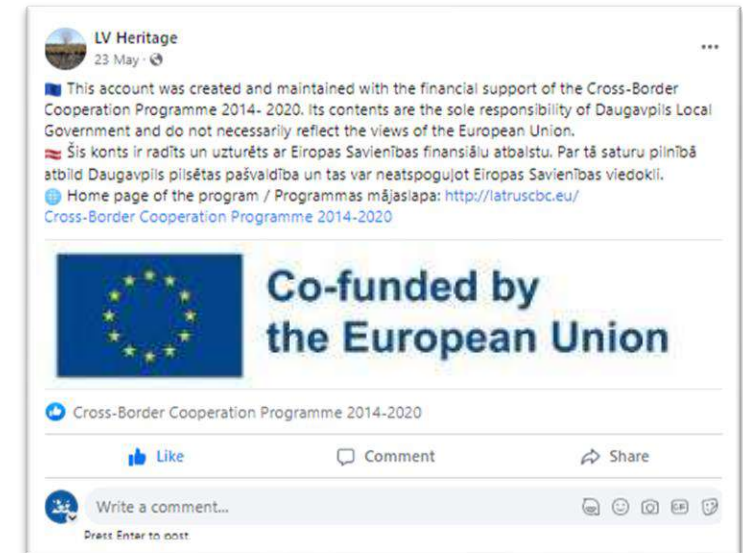 LV Heritage
23 May ·
This account was created and maintained with the financial support of the Cross-Border
Cooperation Programme 2014- 2020. Its contents are the sole responsibility of Daugavpils Local
Government and do not necessarily reflect the views of the European Union.
Šis konts ir radīts un uzturēts ar Eiropas Savienības finansiālu atbalstu. Par tā saturu pilnībā
atbild Daugavpils pilsētas pašvaldība un tas var neatspoguļot Eiropas Savienības viedokli.
Home page of the program / Programmas mājaslapa: http://latruscbc.eu/
Cross-Border Cooperation Programme 2014-2020
Co-funded by
the European Union
Cross-Border Cooperation Programme 2014-2020
Like Comment Share
Write a comment...
GIF
Press Enter to post.